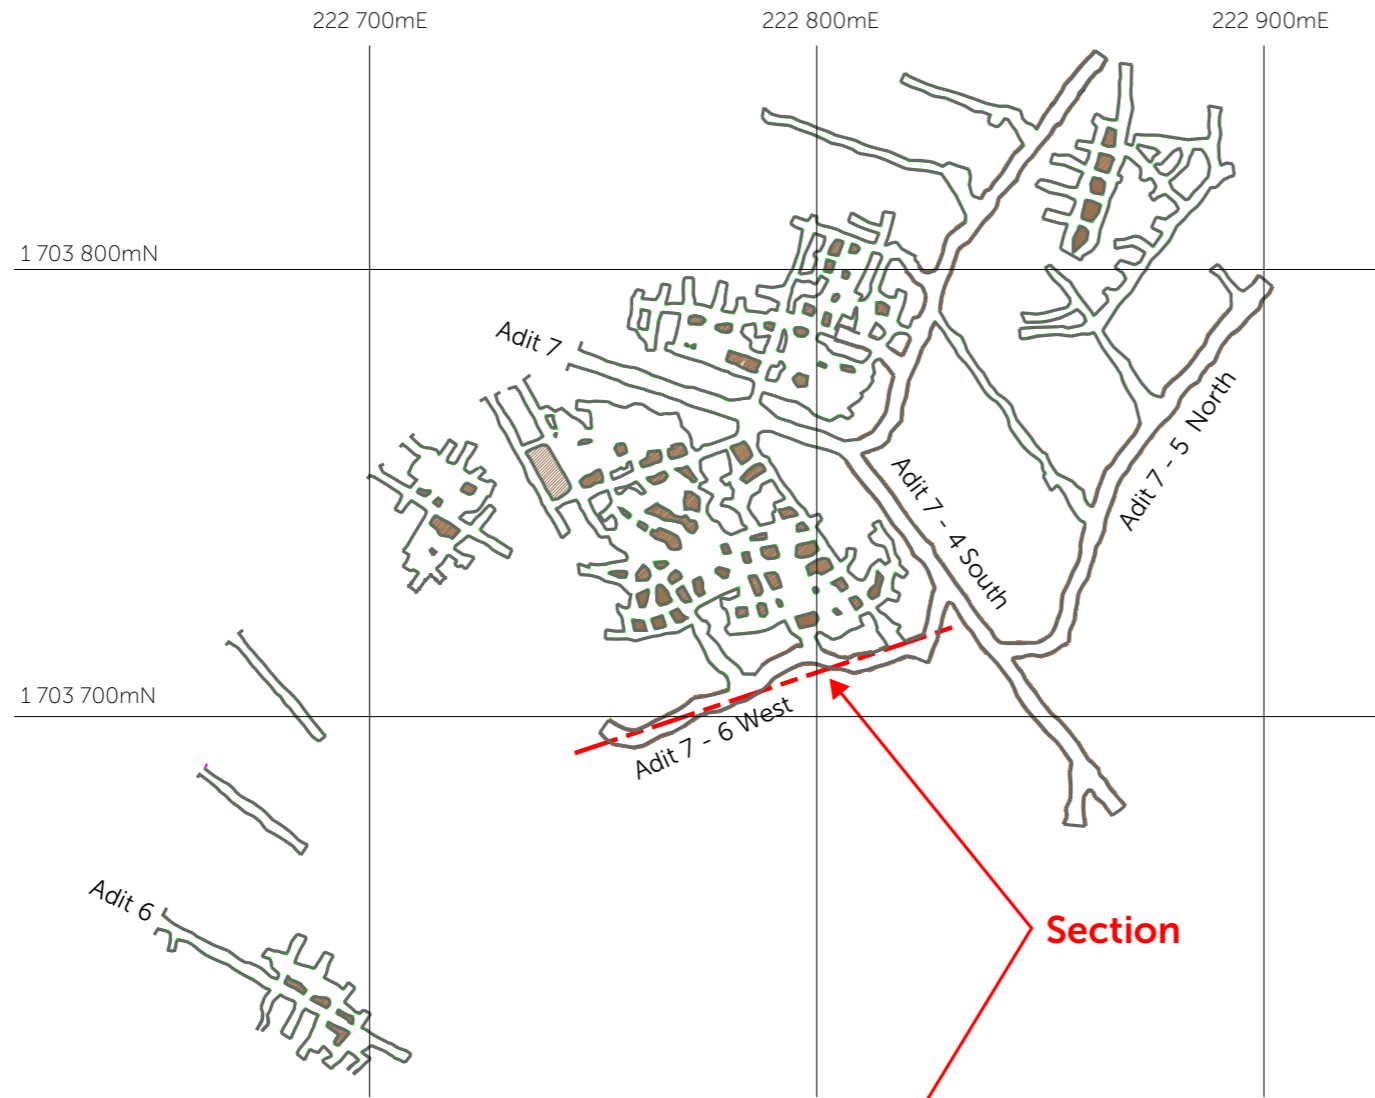 222 700mE
222 800mE
222 900mE
1 703 800mN
Adit 7
Adit 7 - 5 North
Adit 7 - 4 South
1 703 700mN
Adit 7 - 6 West
Adit 6
Section